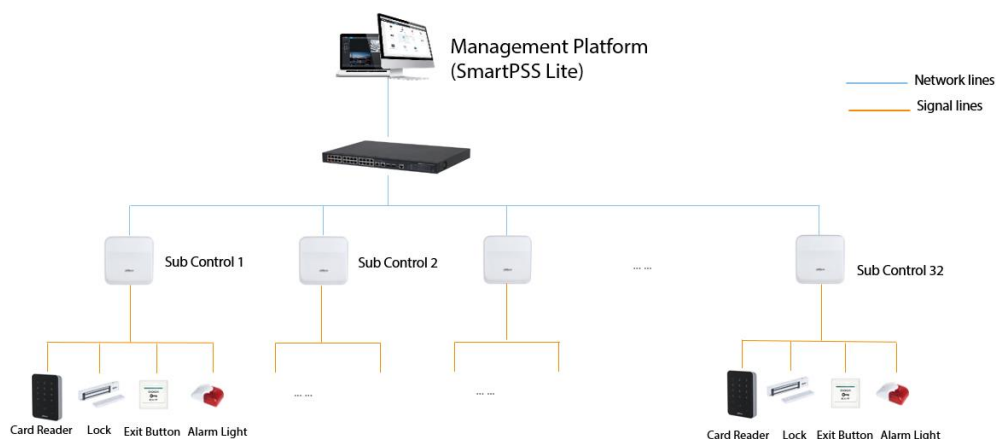 Management Platform
(SmartPSS Lite)
Network lines
Signal lines
Sub Control 1
Sub Control 2
... ...
Sub Control 32
... ...
... ...
Card Reader
Lock
Exit Button
Alarm Light
Card Reader
Lock
Exit Button
Alarm Light